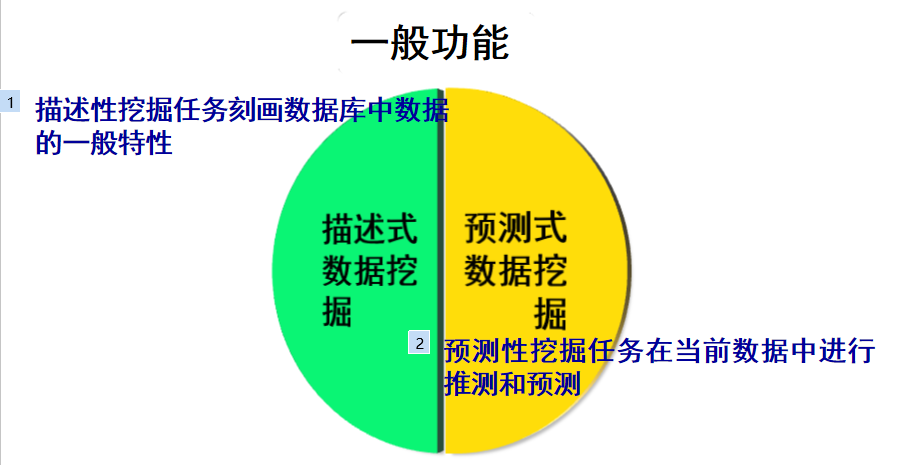 一般功能
1
描述性挖掘任务刻画数据库中数据
的一般特性
描述式
数据挖
掘
预测式
数据挖
掘
2
预测性挖掘任务在当前数据中进行
推测和预测